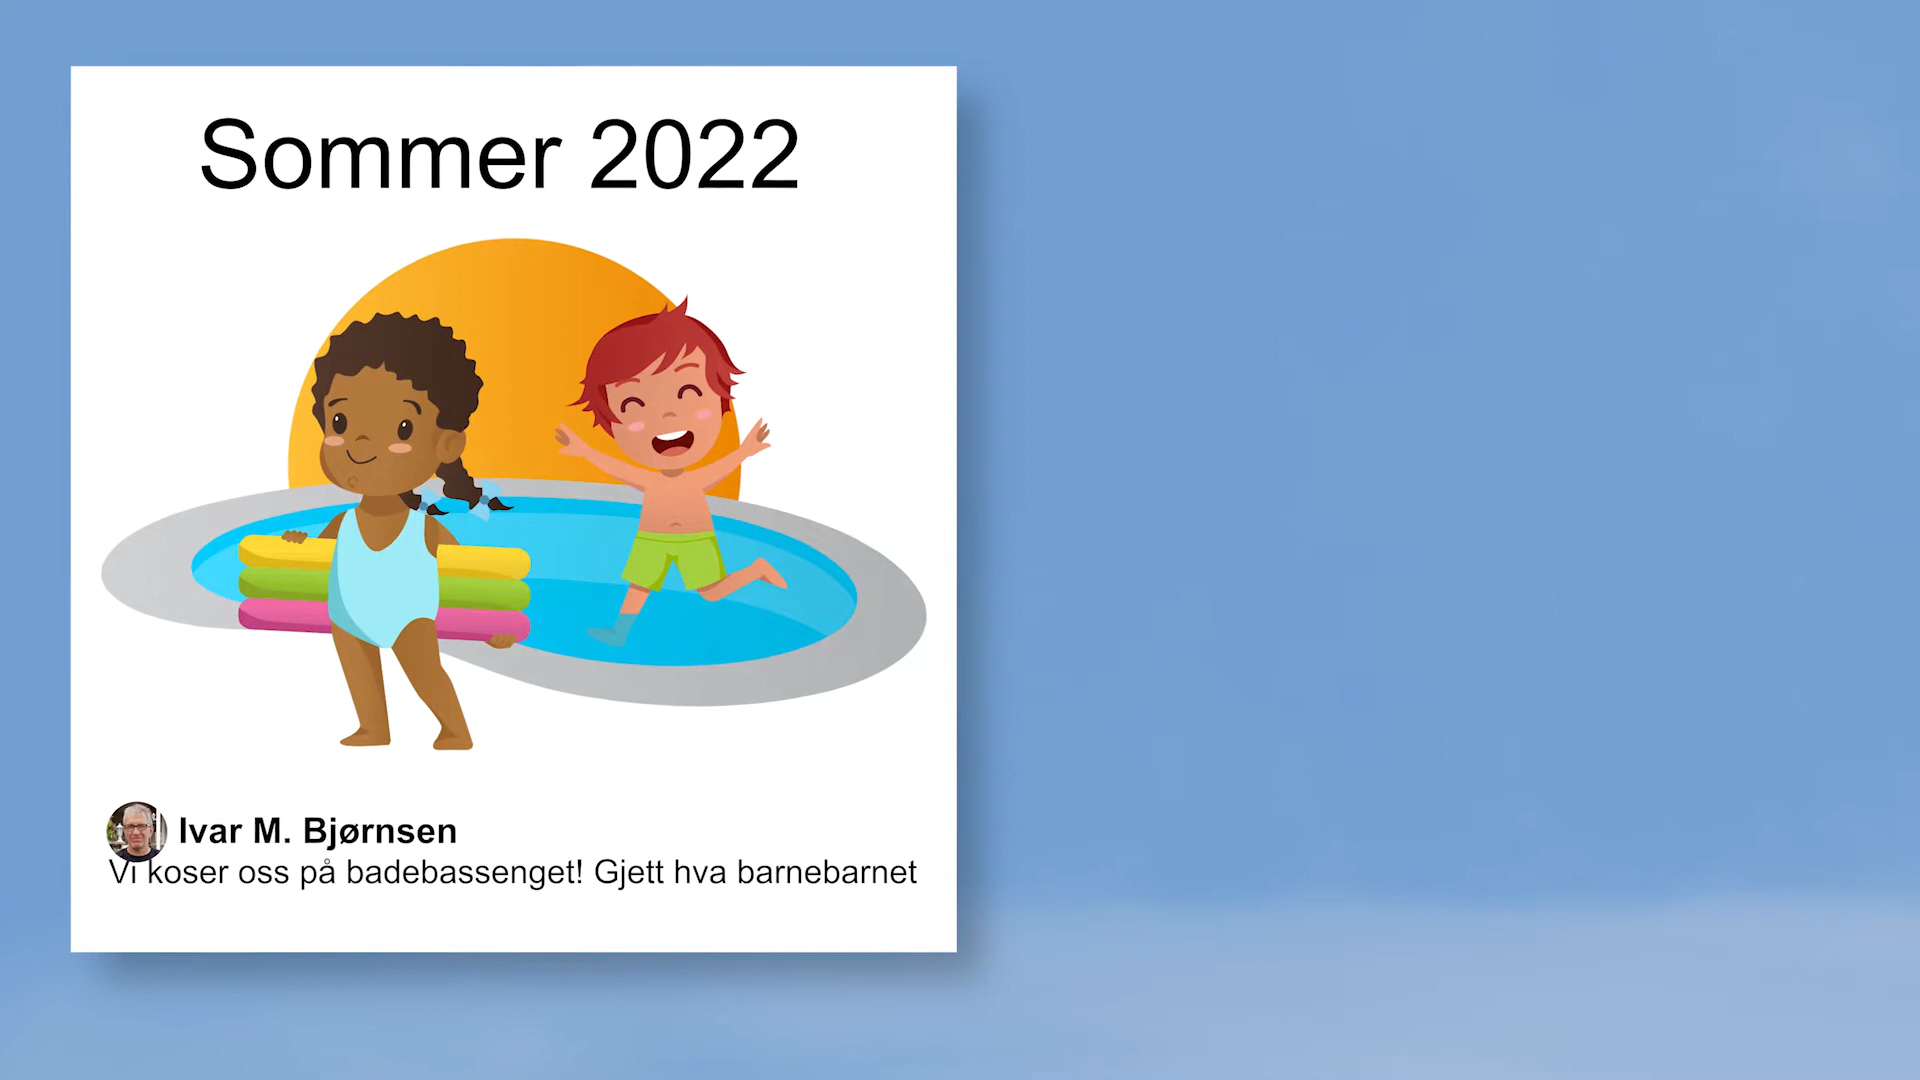 Sommer 2022
Ivar M. Bjørnsen
Vi koser oss på badebassenget! Gjett hva barnebarnet